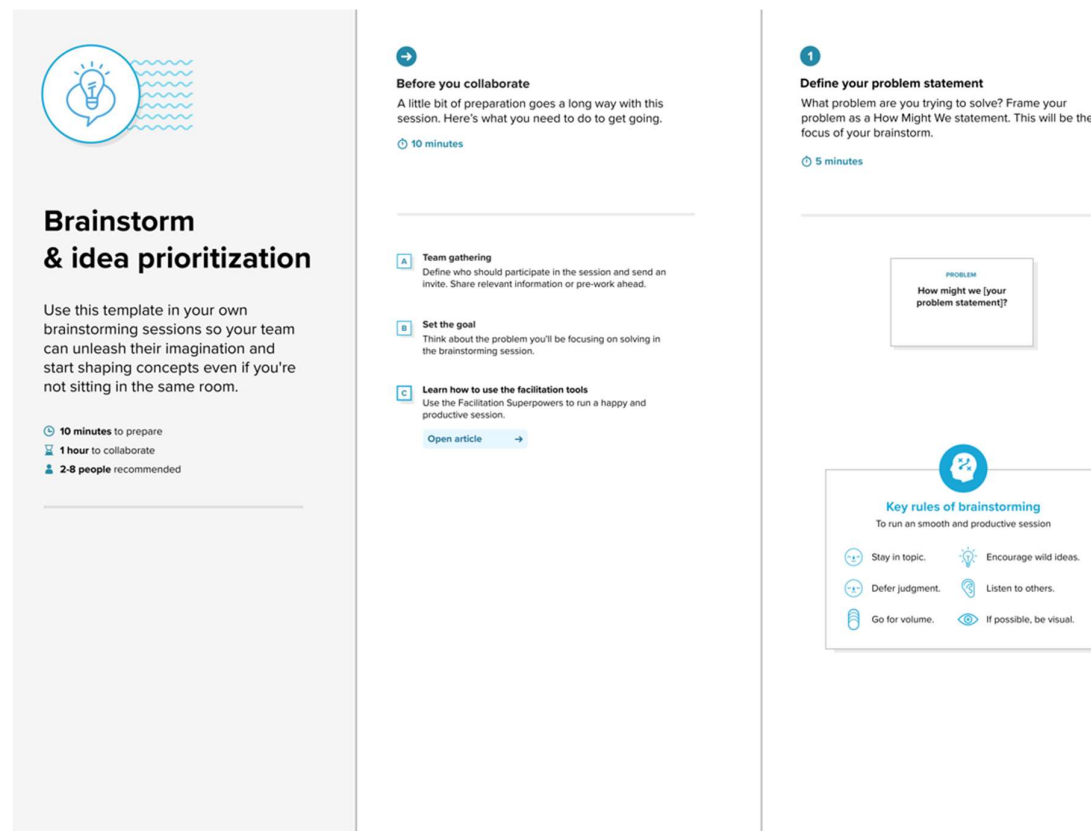 Brainstorm
& idea prioritization
Use this template in your own
brainstorming sessions so your team
can unleash their imagination and
start shaping concepts even if you're
not sitting in the same room.
10 minutes to prepare
1 hour to collaborate
2-8 people recommended
Before you collaborate
A little bit of preparation goes a long way with this
session. Here's what you need to do to get going.
10 minutes
A
Team gathering
Define who should participate in the session and send an
invite. Share relevant information or pre-work ahead.
B
Set the goal
Think about the problem you'll be focusing on solving in
the brainstorming session.
C
Learn how to use the facilitation tools
Use the Facilitation Superpowers to run a happy and
productive session.
Open article
1
Define your problem statement
What problem are you trying to solve? Frame your
problem as a How Might We statement. This will be the
focus of your brainstorm.
5 minutes
PROBLEM
How might we [your
problem statement]?
Key rules of brainstorming
To run an smooth and productive session
Stay in topic.
Encourage wild ideas.
Defer judgment.
Listen to others.
Go for volume.
If possible, be visual.